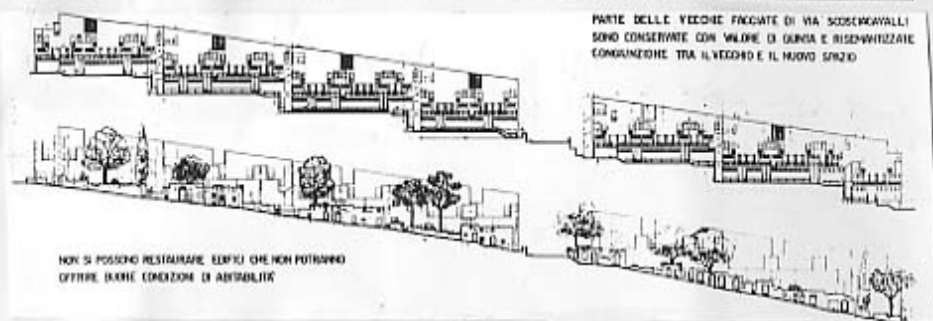 PARTE DELLE VECCHIE FACCIATE DI VIA SCOSCIACAVALLI
SONO CONSERVATE CON VALORE DI QUINTA E RISEMANTIZZATE
CONGIUNZIONE TRA IL VECCHIO E IL NUOVO SPAZIO
NON SI POSSONO RESTAURARE EDIFICI CHE NON POTRANNO
OFFRIRE BUONE CONDIZIONI DI ABITABILITA'